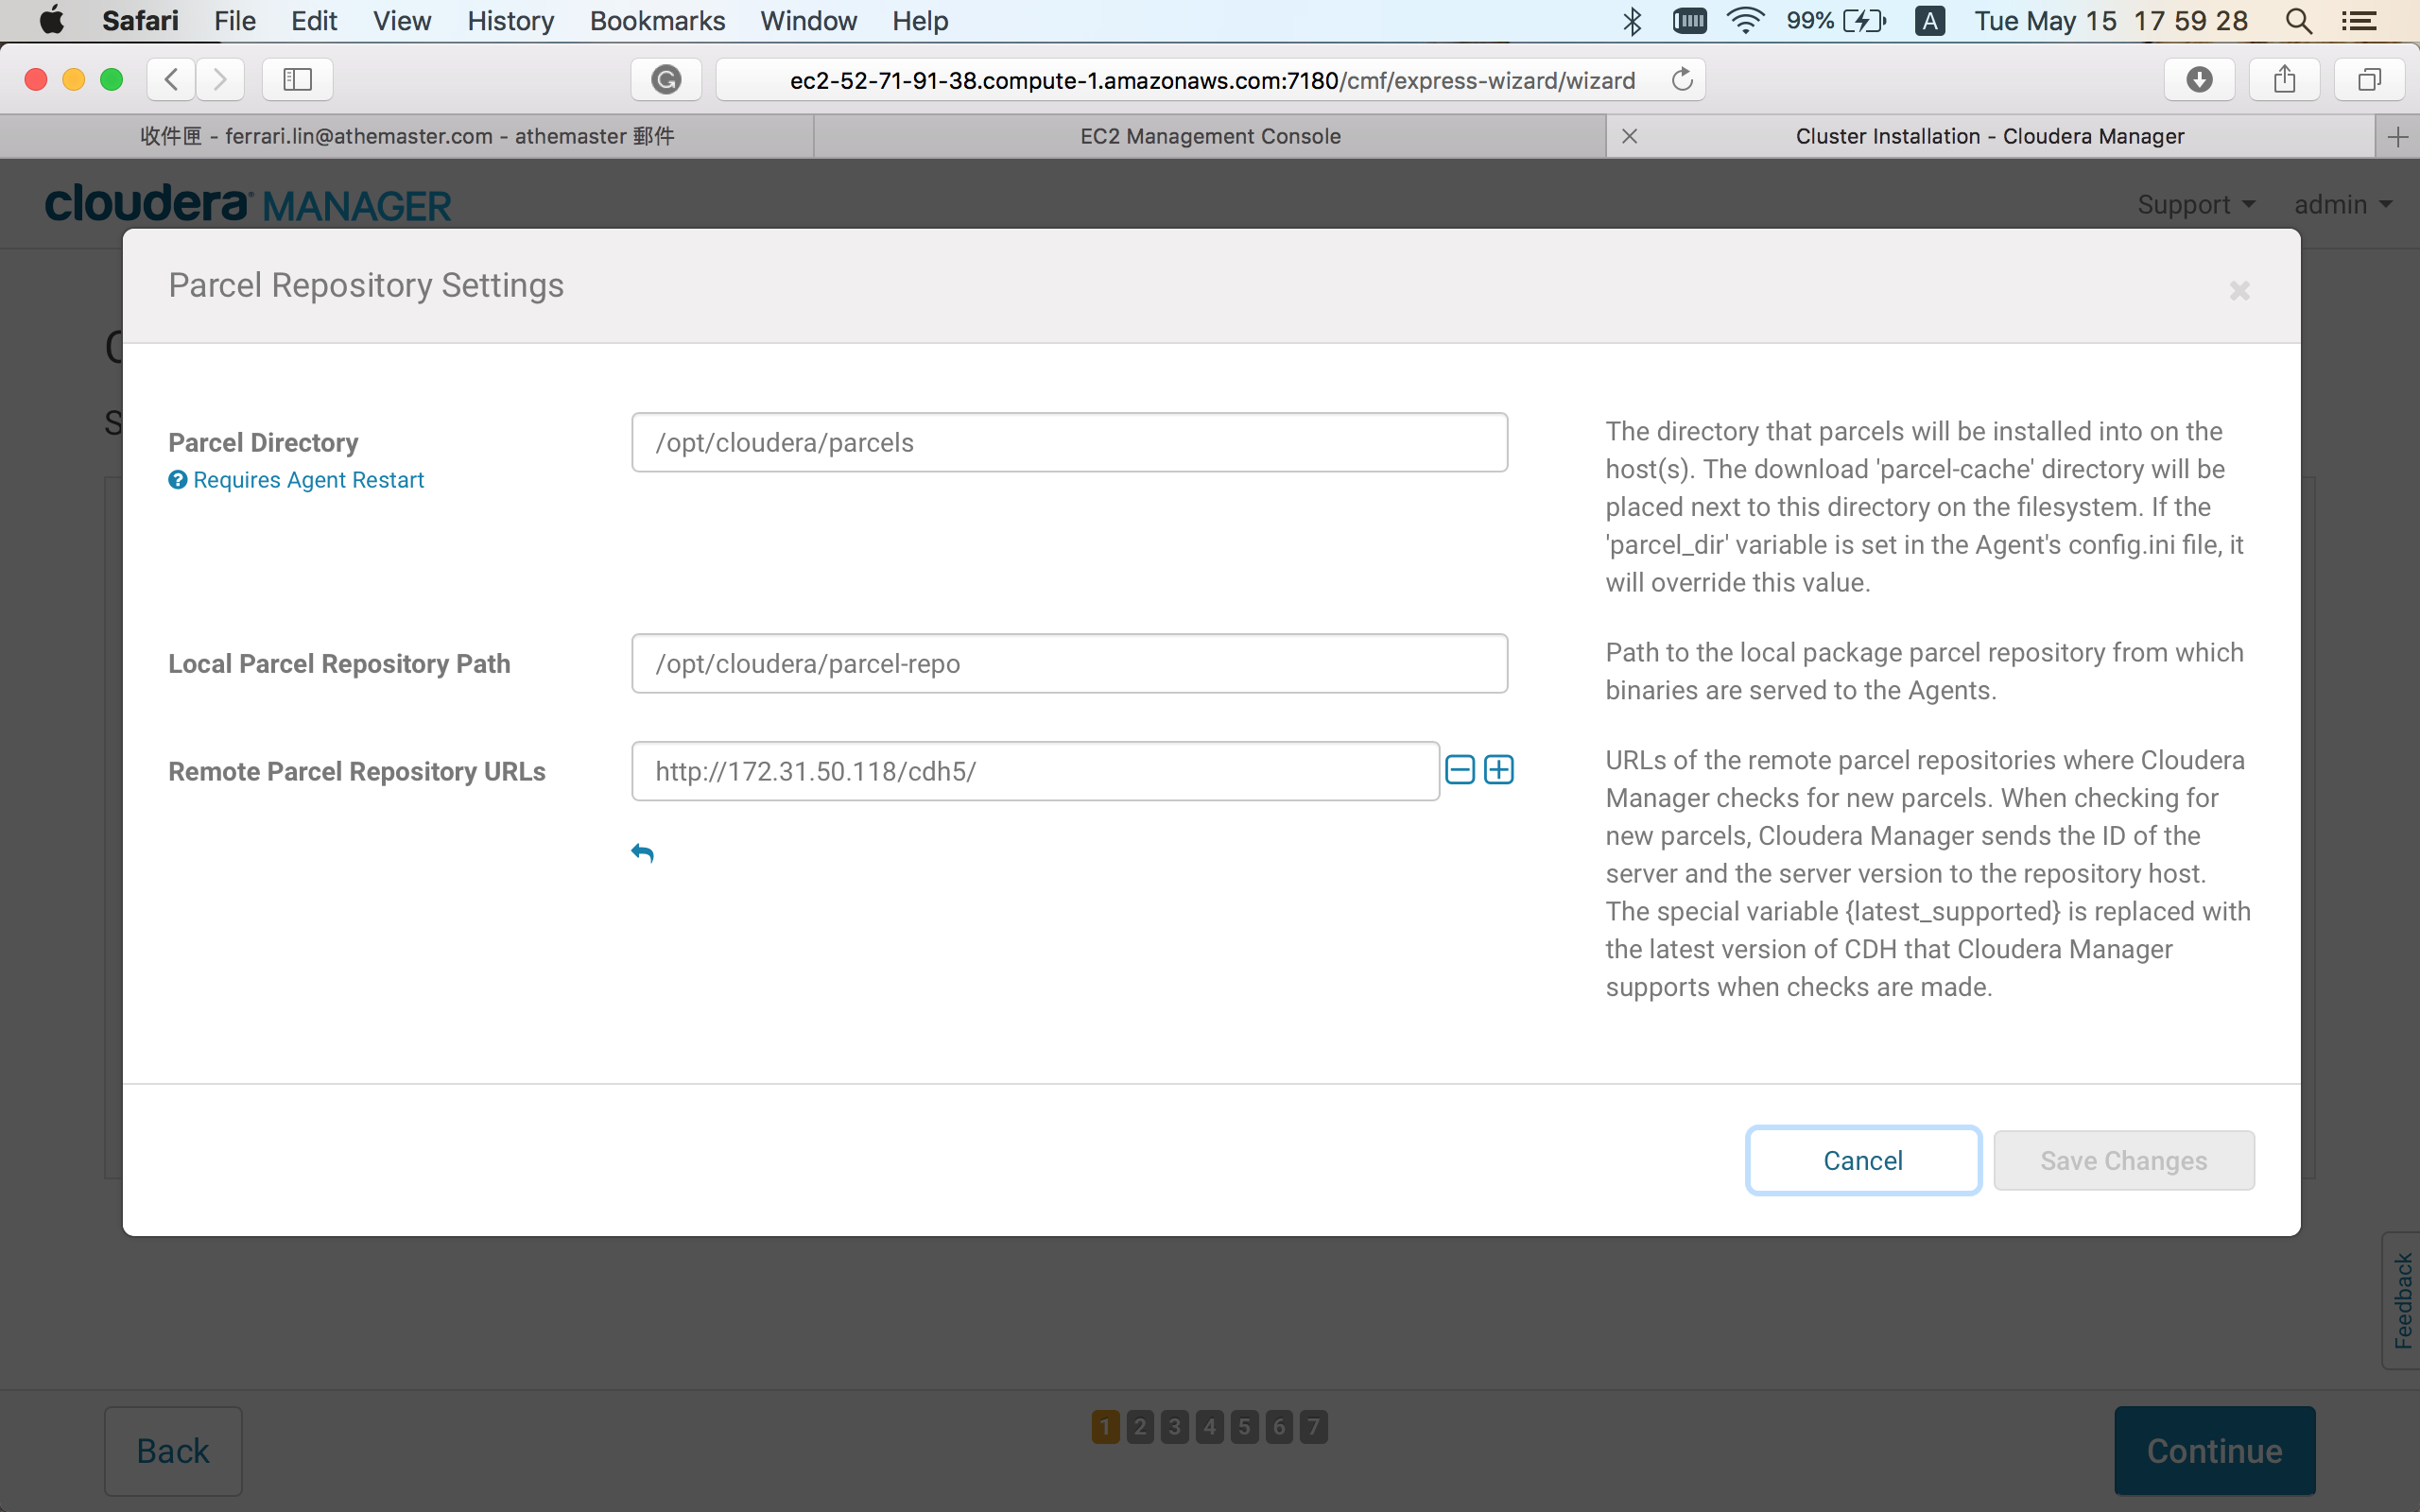 Safari File Edit View History Bookmarks Window Help 99% A Tue May 15 17 59 28
ec2-52-71-91-38.compute-1.amazonaws.com:7180/cmf/express-wizard/wizard
收件匣 - ferrari.lin@athemaster.com - athemaster 郵件
EC2 Management Console
Cluster Installation - Cloudera Manager
cloudera MANAGER
Support admin
Parcel Repository Settings
Parcel Directory
Requires Agent Restart
/opt/cloudera/parcels
The directory that parcels will be installed into on the
host(s). The download 'parcel-cache' directory will be
placed next to this directory on the filesystem. If the
'parcel_dir' variable is set in the Agent's config.ini file, it
will override this value.
Local Parcel Repository Path
/opt/cloudera/parcel-repo
Path to the local package parcel repository from which
binaries are served to the Agents.
Remote Parcel Repository URLs
http://172.31.50.118/cdh5/
URLs of the remote parcel repositories where Cloudera
Manager checks for new parcels. When checking for
new parcels, Cloudera Manager sends the ID of the
server and the server version to the repository host.
The special variable {latest_supported} is replaced with
the latest version of CDH that Cloudera Manager
supports when checks are made.
Cancel
Save Changes
Feedback
Back
1 2 3 4 5 6 7
Continue